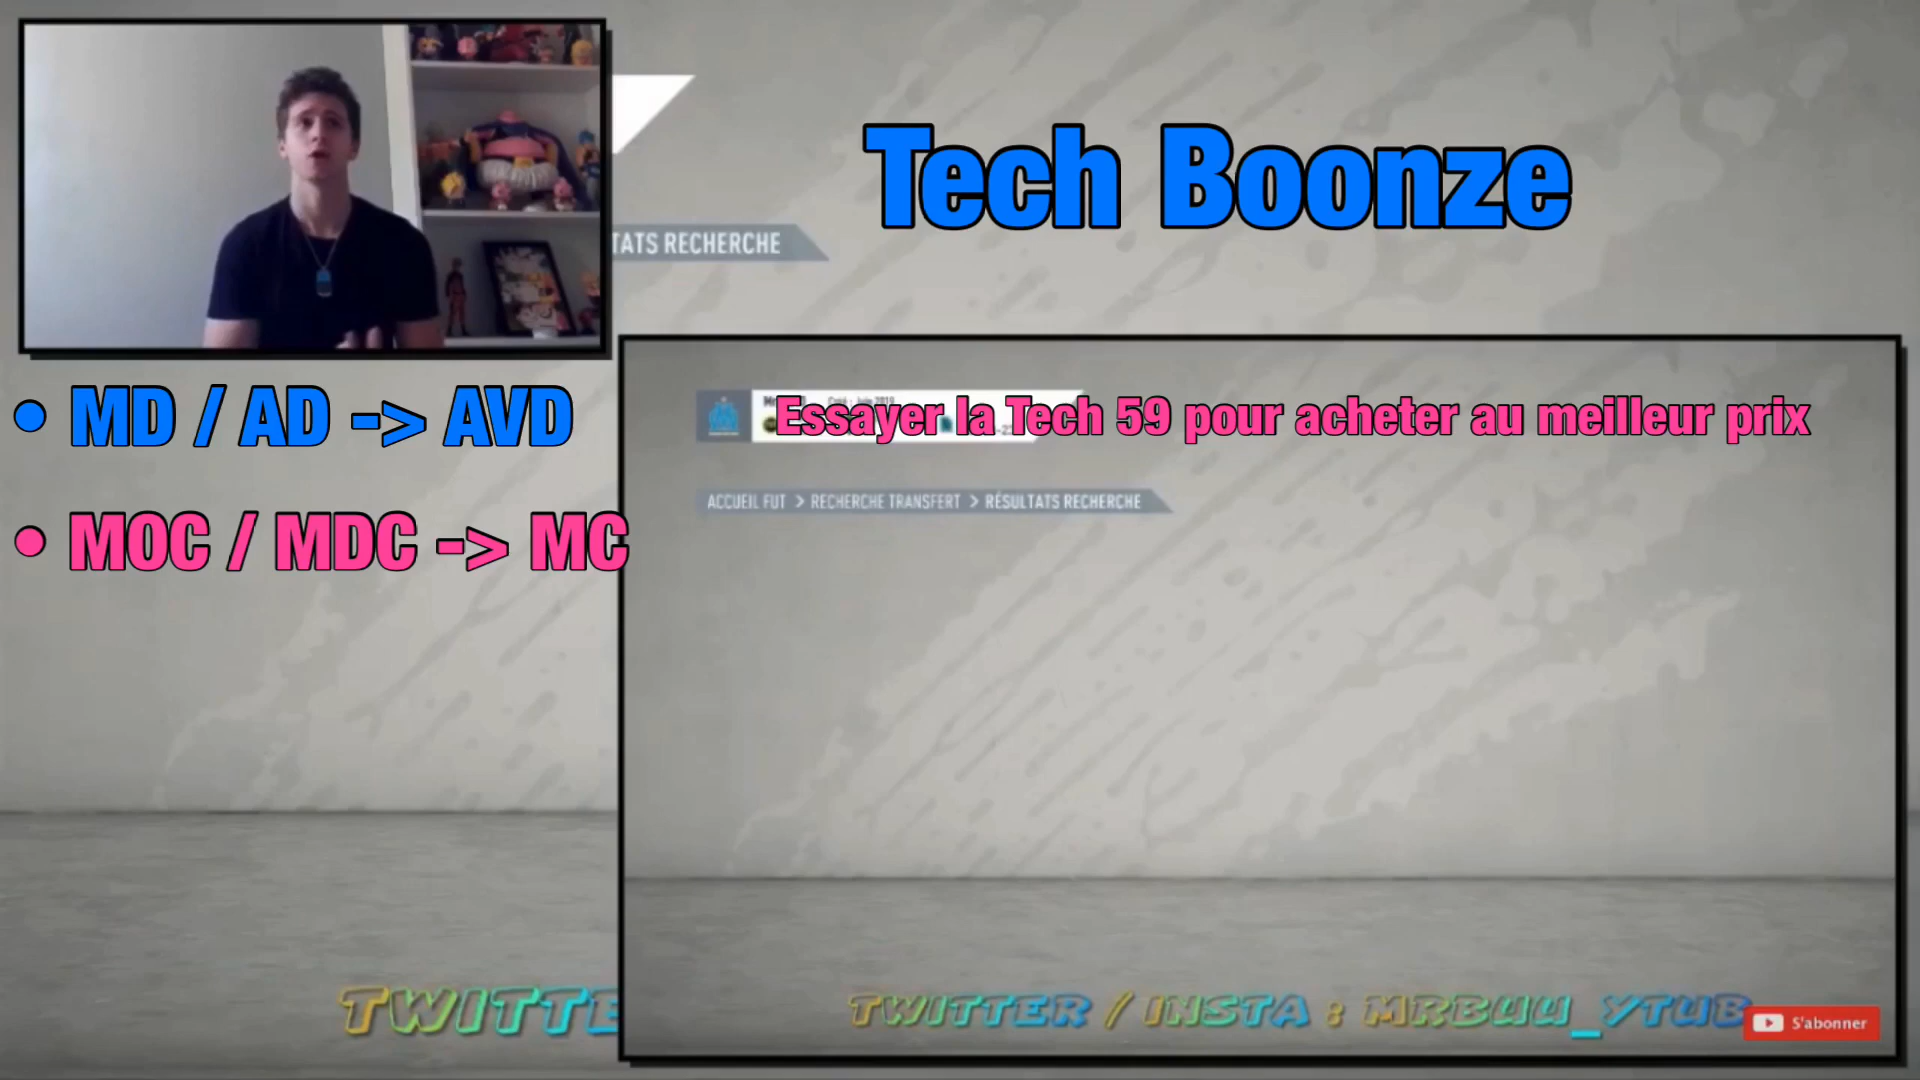 Tech Boonze
TATS RECHERCHE
• MD / AD -> AVD
• MOC / MDC -> MC
Essayer la Tech 59 pour acheter au meilleur prix
ACCUEIL FUT > RECHERCHE TRANSFERT > RÉSULTATS RECHERCHE
TWITTE
TWITTER / INSTA : MRBUU_YTUB
S'abonner